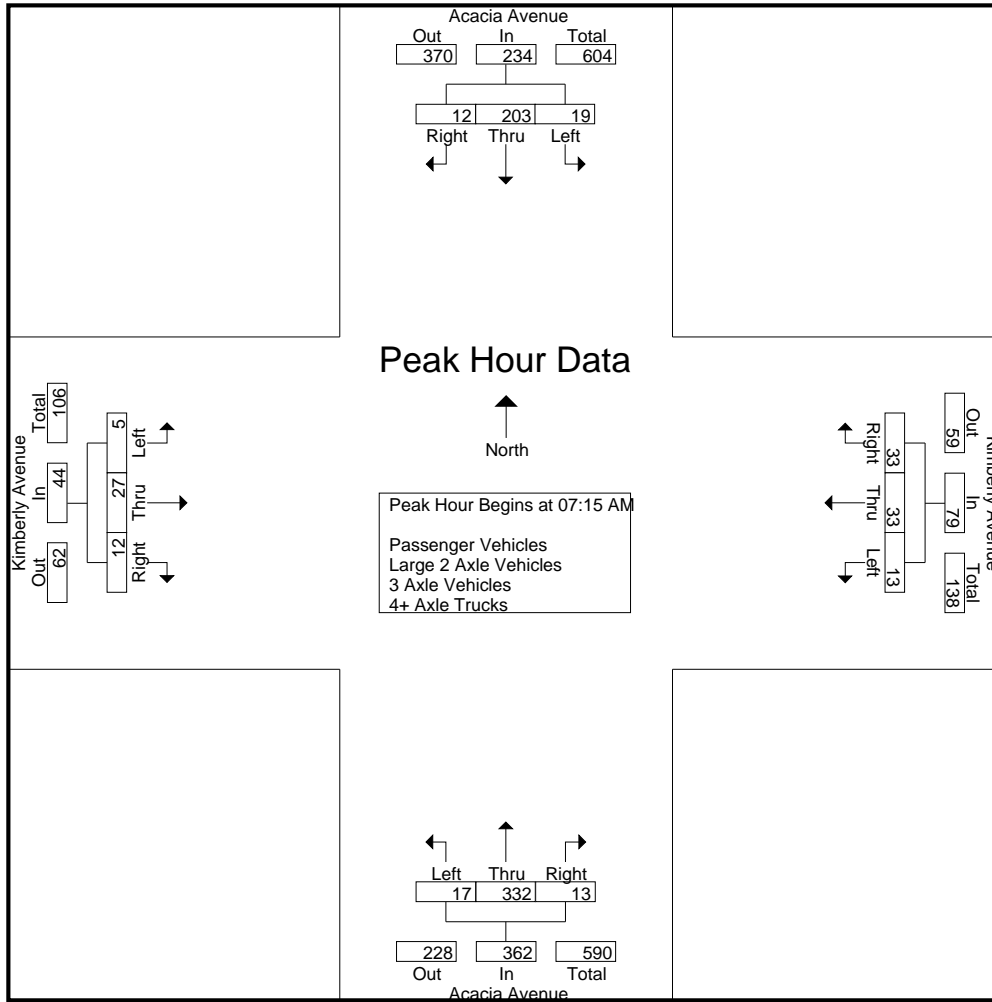 Acacia Avenue
Out In Total
370 234 604
12 203 19
Right Thru Left
Peak Hour Data
North
Peak Hour Begins at 07:15 AM
Passenger Vehicles
Large 2 Axle Vehicles
3 Axle Vehicles
4+ Axle Trucks
Kimberly Avenue
Out In Total
62 44 106
5 27 12
Left Thru Right
Right Thru Left
33 33 13
Out In Total
59 79 138
Kimberly Avenue
Left Thru Right
17 332 13
228 362 590
Out In Total
Acacia Avenue